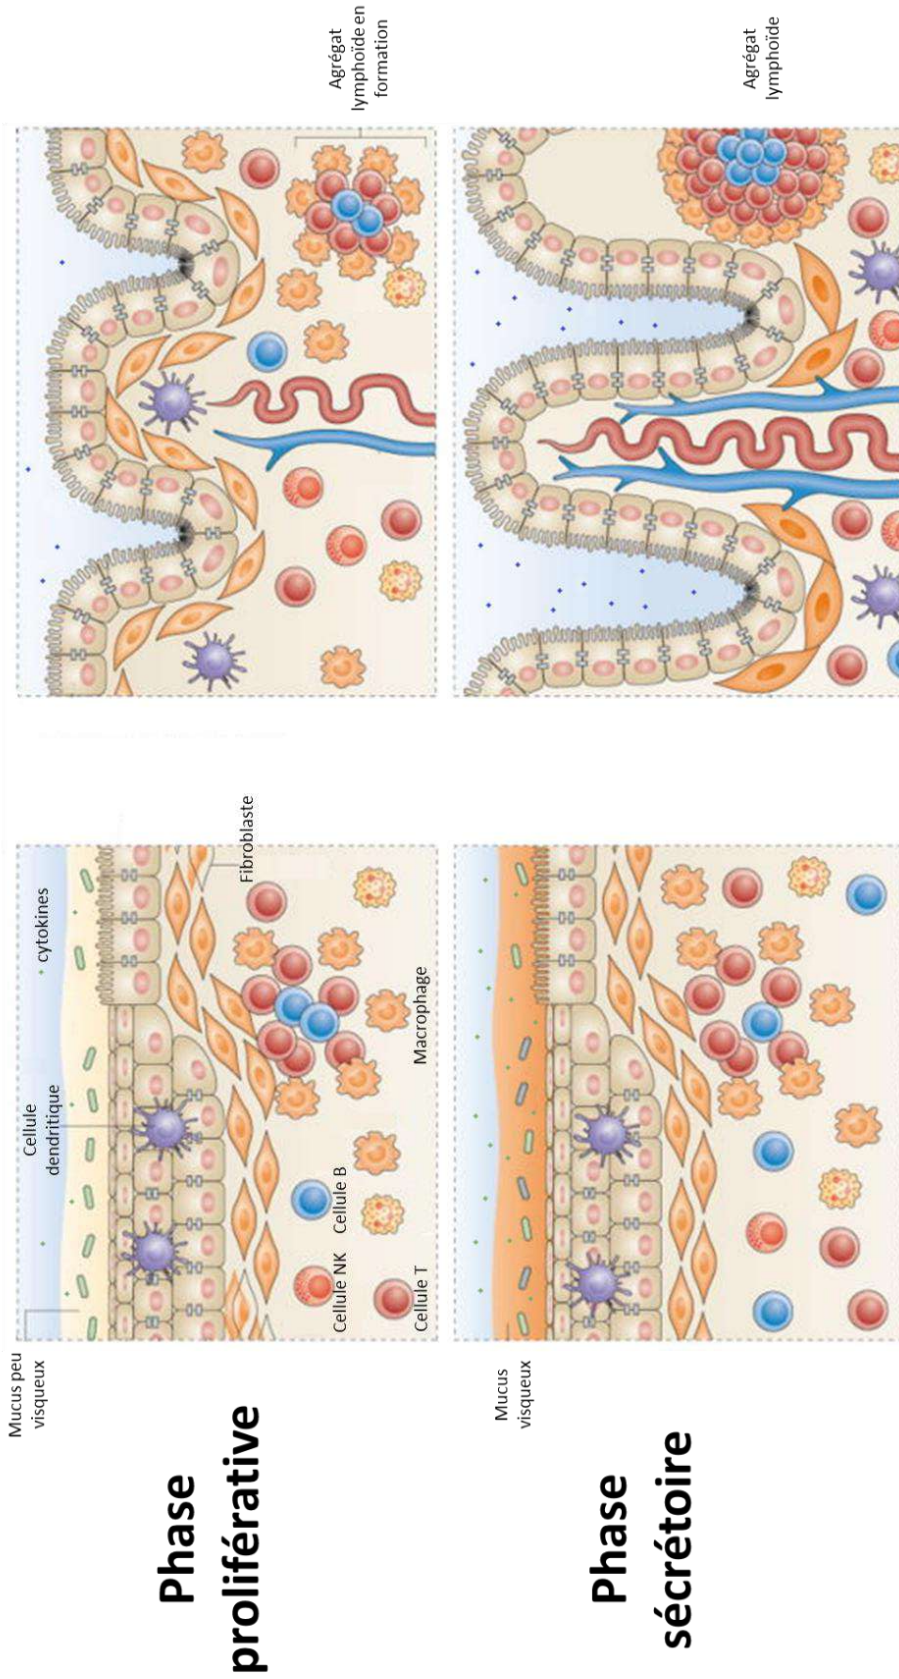 Phase
proliférative
Mucus peu
visqueux
Cellule
dendritique
cytokines
Fibroblaste
Cellule NK
Cellule B
Cellule T
Macrophage
Agrégat
lymphoïde en
formation
Phase
sécrétoire
Mucus
visqueux
Agrégat
lymphoïde